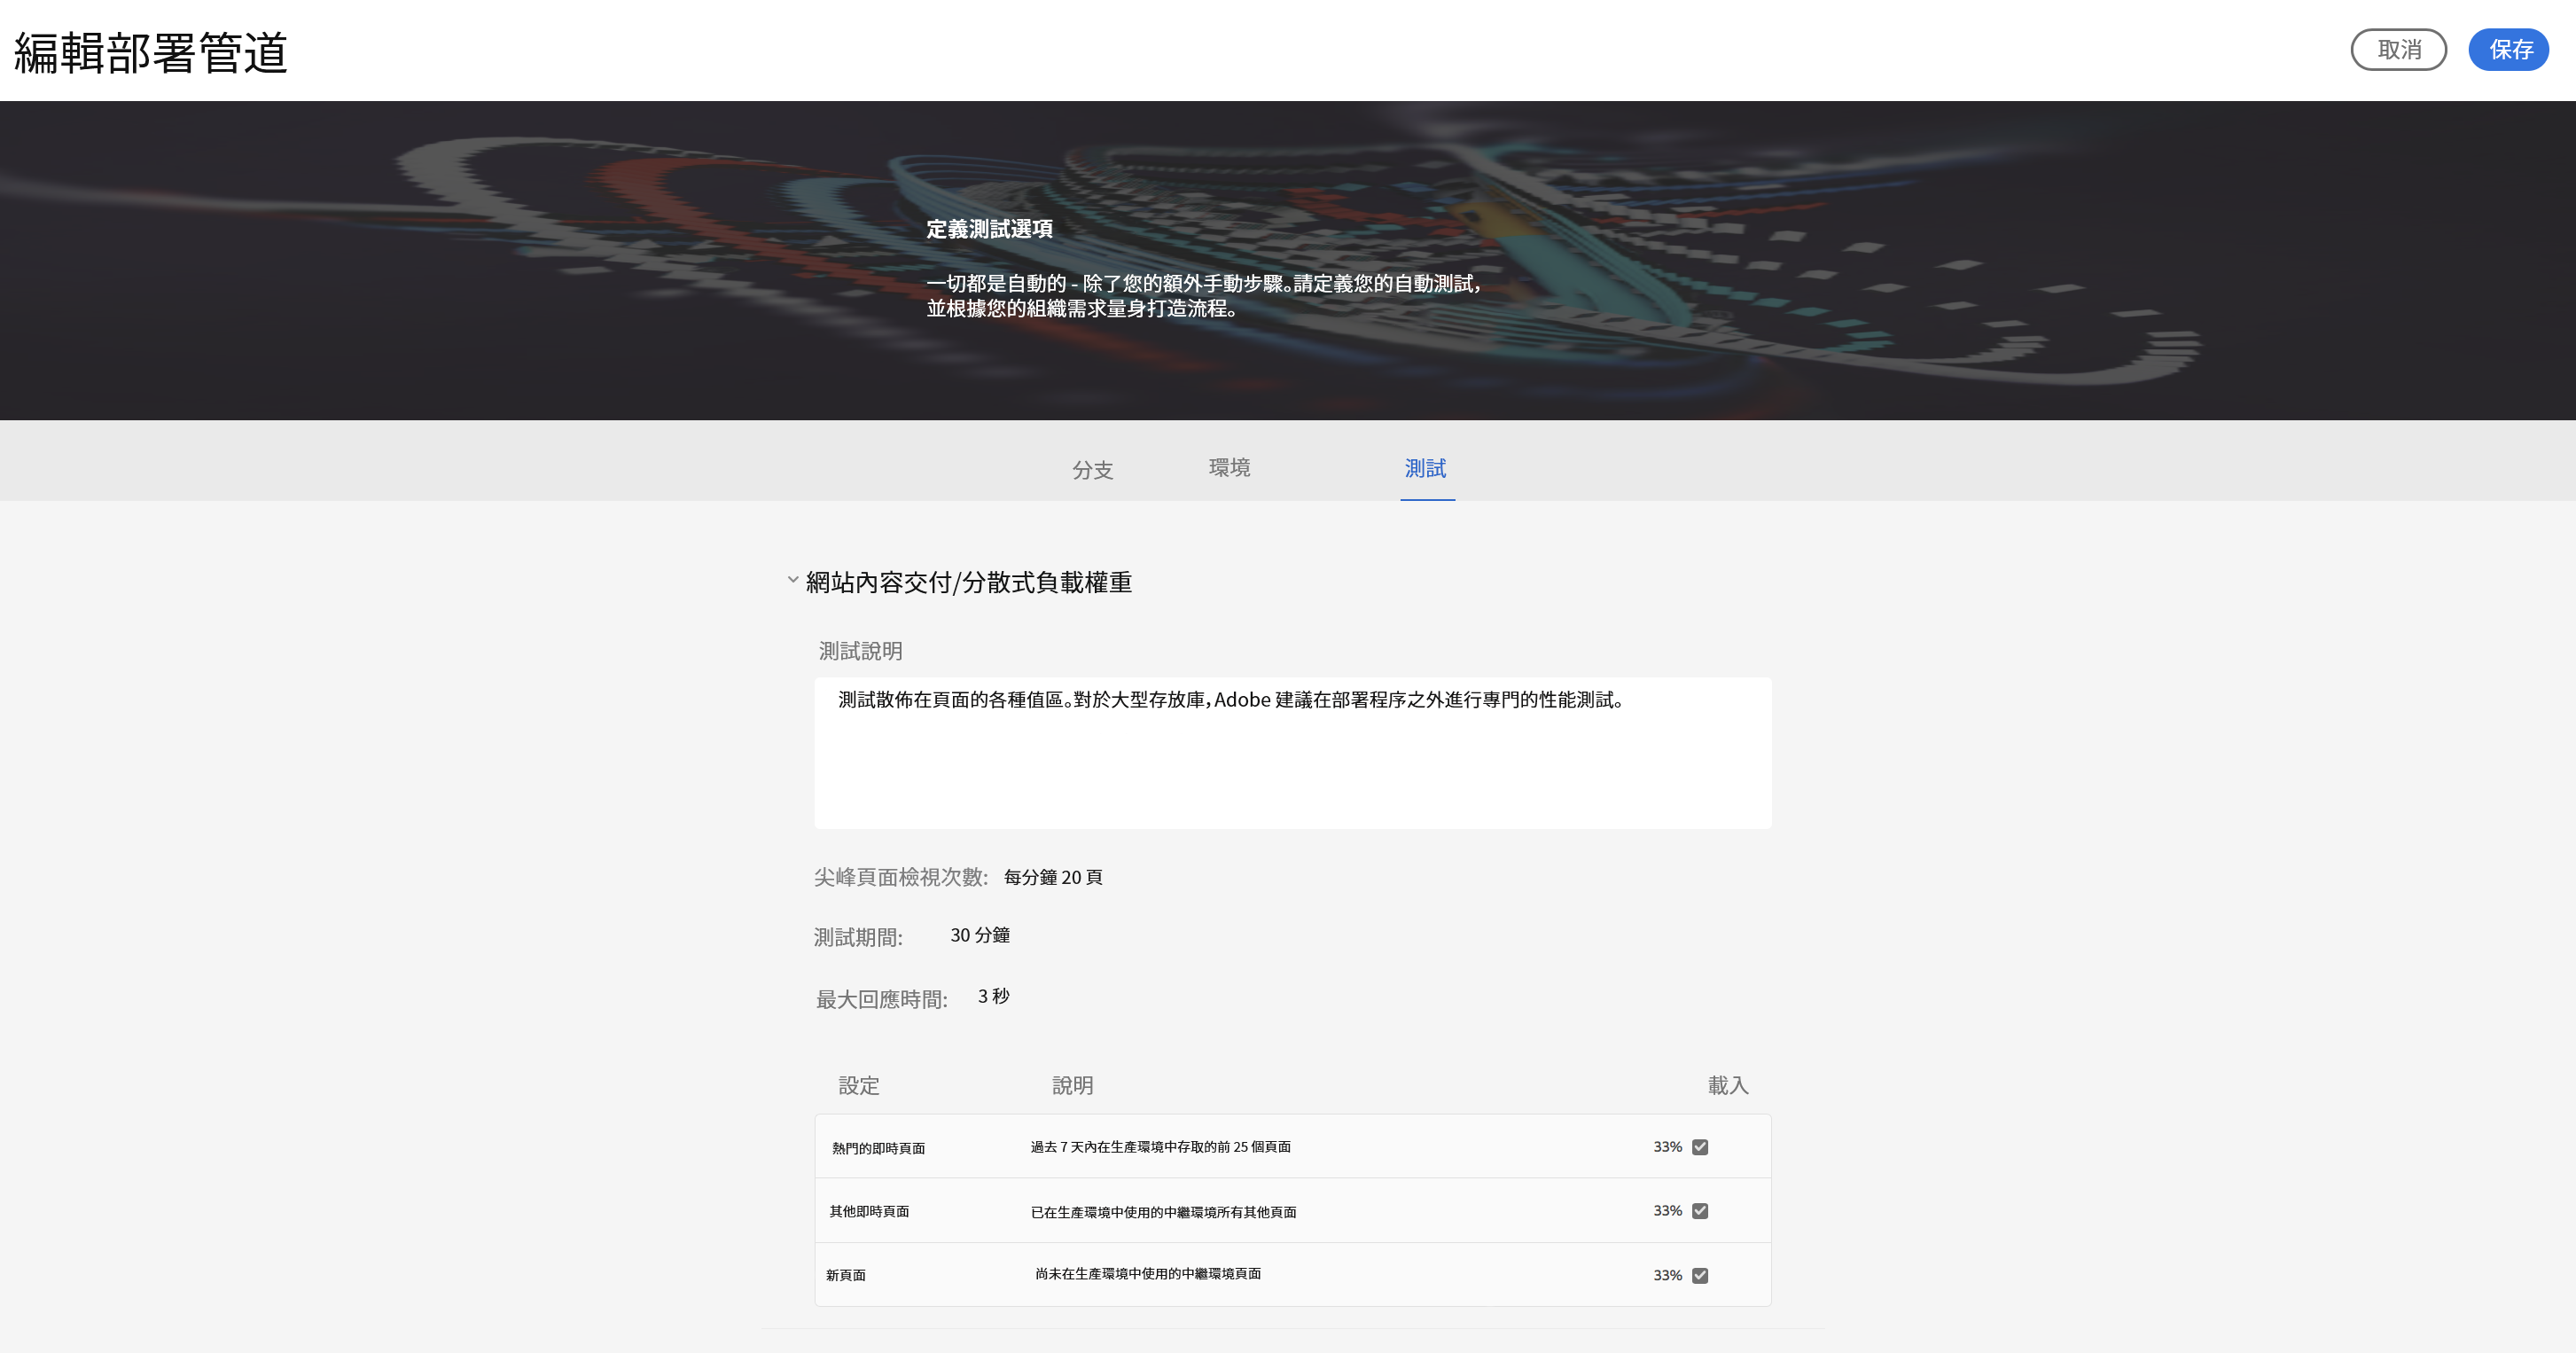 編輯部署管道
取消
保存
定義測試選項
一切都是自動的 - 除了您的額外手動步驟。請定義您的自動測試，
並根據您的組織需求量身打造流程。
分支
環境
測試
網站內容交付/分散式負載權重
測試說明
測試散佈在頁面的各種值區。對於大型存放庫，Adobe 建議在部署程序之外進行專門的性能測試。
尖峰頁面檢視次數: 每分鐘 20 頁
測試期間: 30 分鐘
最大回應時間: 3 秒
設定 說明 載入
熱門的即時頁面 過去 7 天內在生產環境中存取的前 25 個頁面 33%
其他即時頁面 已在生產環境中使用的中繼環境所有其他頁面 33%
新頁面 尚未在生產環境中使用的中繼環境頁面 33%